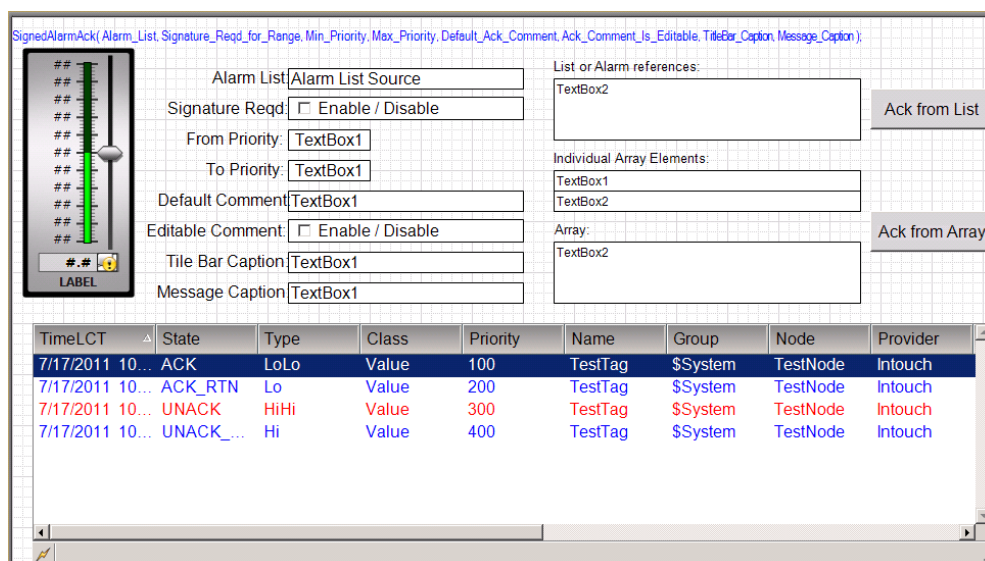 SignedAlarmAck( Alarm_List, Signature_Reqd_for_Range, Min_Priority, Max_Priority, Default_Ack_Comment, Ack_Comment_Is_Editable, TitleBar_Caption, Message_Caption );
##
##
##
##
##
##
##
##
##
##
##
#.#
LABEL
Alarm List: Alarm List Source
Signature Reqd: Enable / Disable
From Priority: TextBox1
To Priority: TextBox1
Default Comment TextBox1
Editable Comment: Enable / Disable
Tile Bar Caption: TextBox1
Message Caption TextBox1
List or Alarm references:
TextBox2
Individual Array Elements:
TextBox1
TextBox2
Array:
TextBox2
Ack from List
Ack from Array
TimeLCT State Type Class Priority Name Group Node Provider
7/17/2011 10... ACK LoLo Value 100 TestTag $System TestNode Intouch
7/17/2011 10... ACK_RTN Lo Value 200 TestTag $System TestNode Intouch
7/17/2011 10... UNACK HiHi Value 300 TestTag $System TestNode Intouch
7/17/2011 10... UNACK_... Hi Value 400 TestTag $System TestNode Intouch